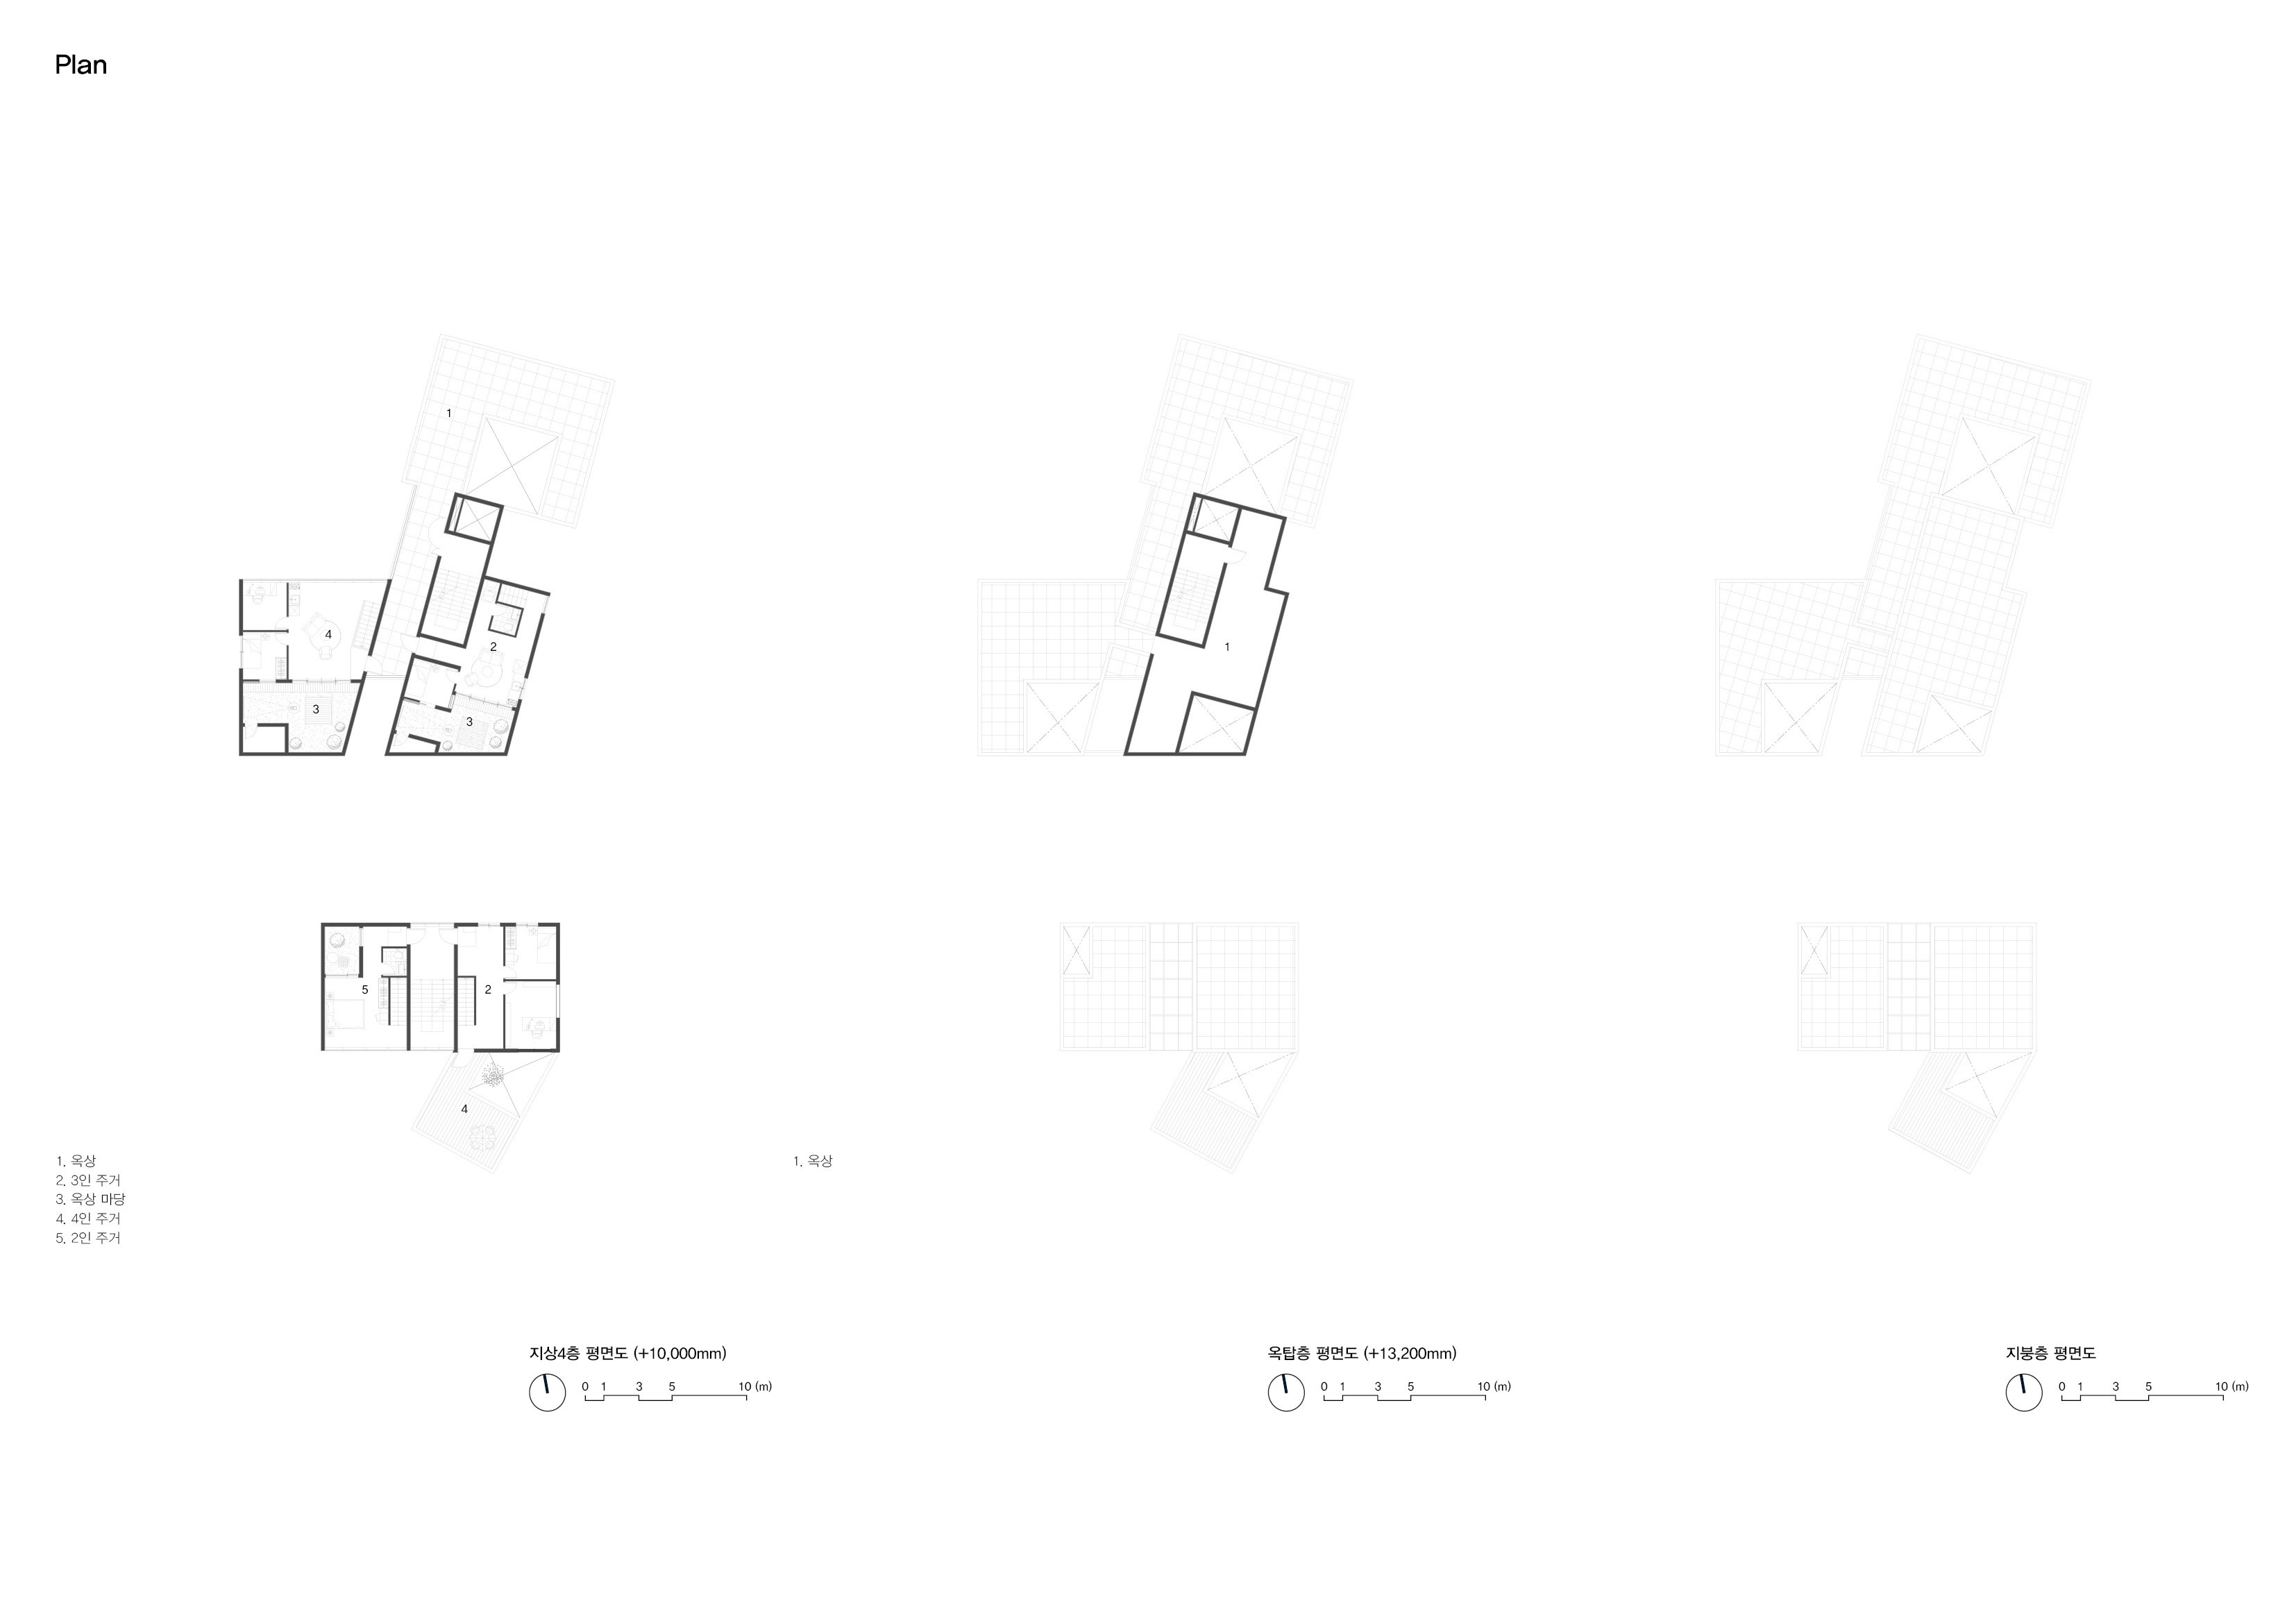 Plan
1
4
2
3
3
1
5
2
4
1. 옥상
2. 3인 주거
3. 옥상 마당
4. 4인 주거
5. 2인 주거
1. 옥상
지상4층 평면도 (+10,000mm)
0 1 3 5 10 (m)
옥탑층 평면도 (+13,200mm)
0 1 3 5 10 (m)
지붕층 평면도
0 1 3 5 10 (m)